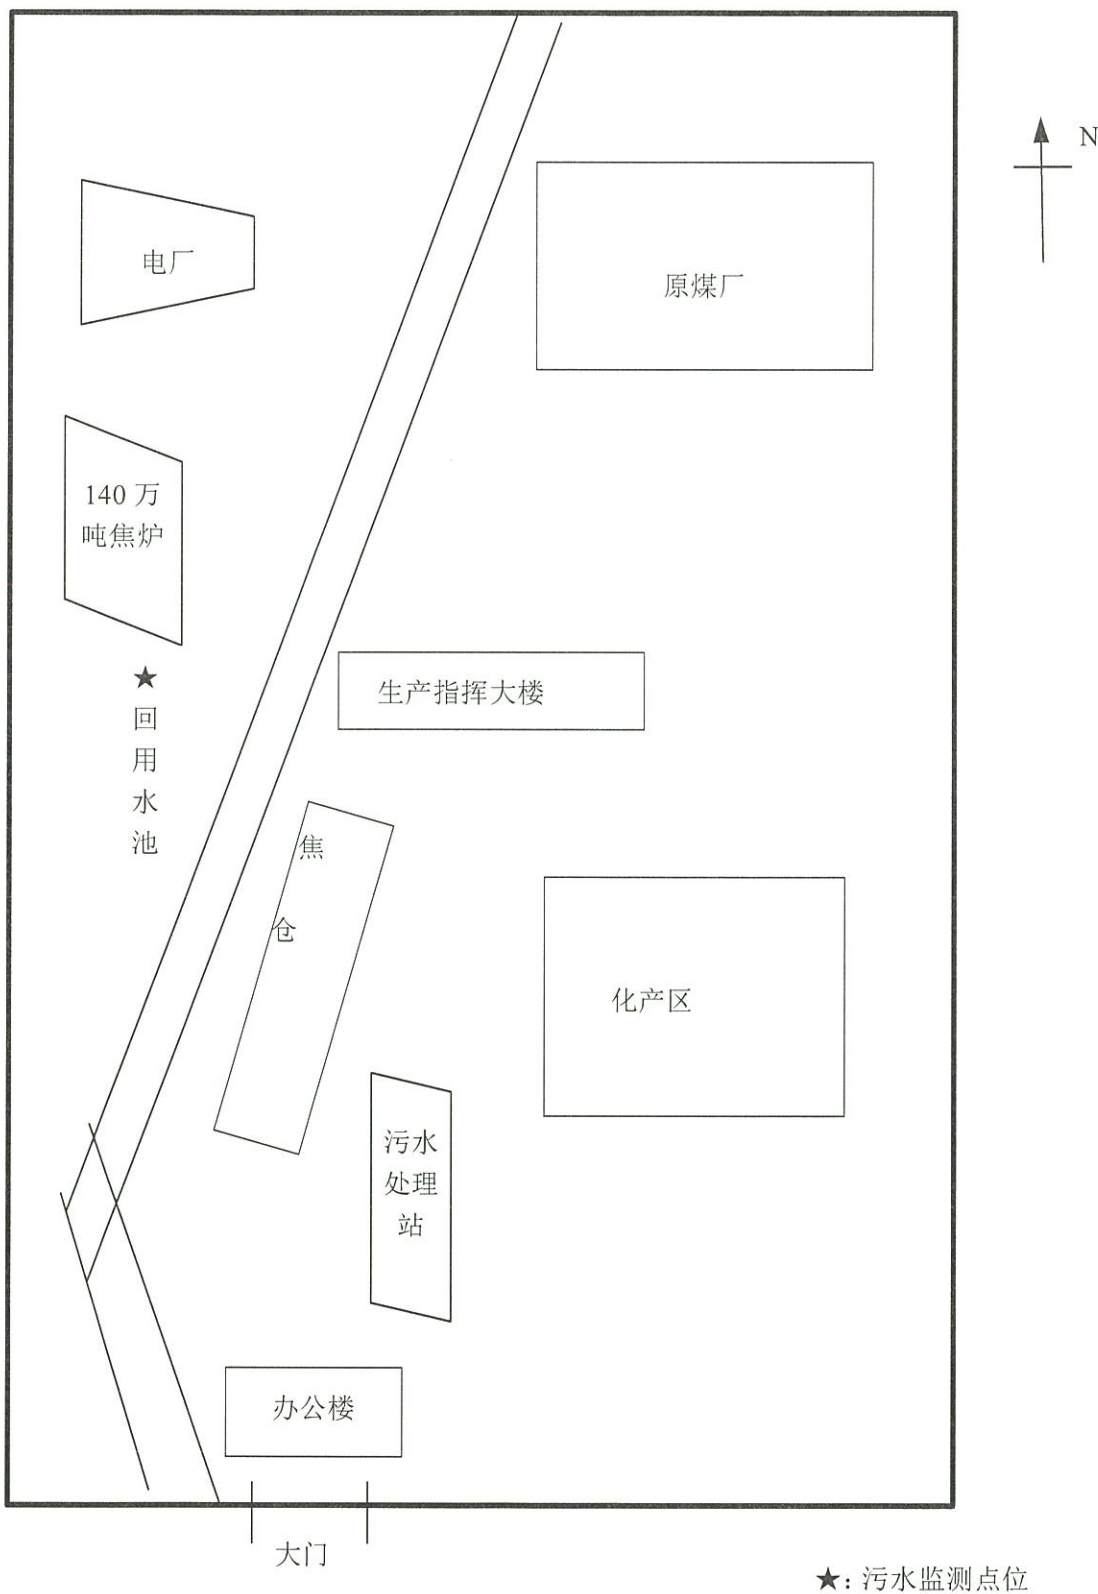 N
电厂
原煤厂
140 万
吨焦炉
生产指挥大楼
★
回
用
水
池
焦
仓
化产区
污水
处理
站
办公楼
大门
★: 污水监测点位